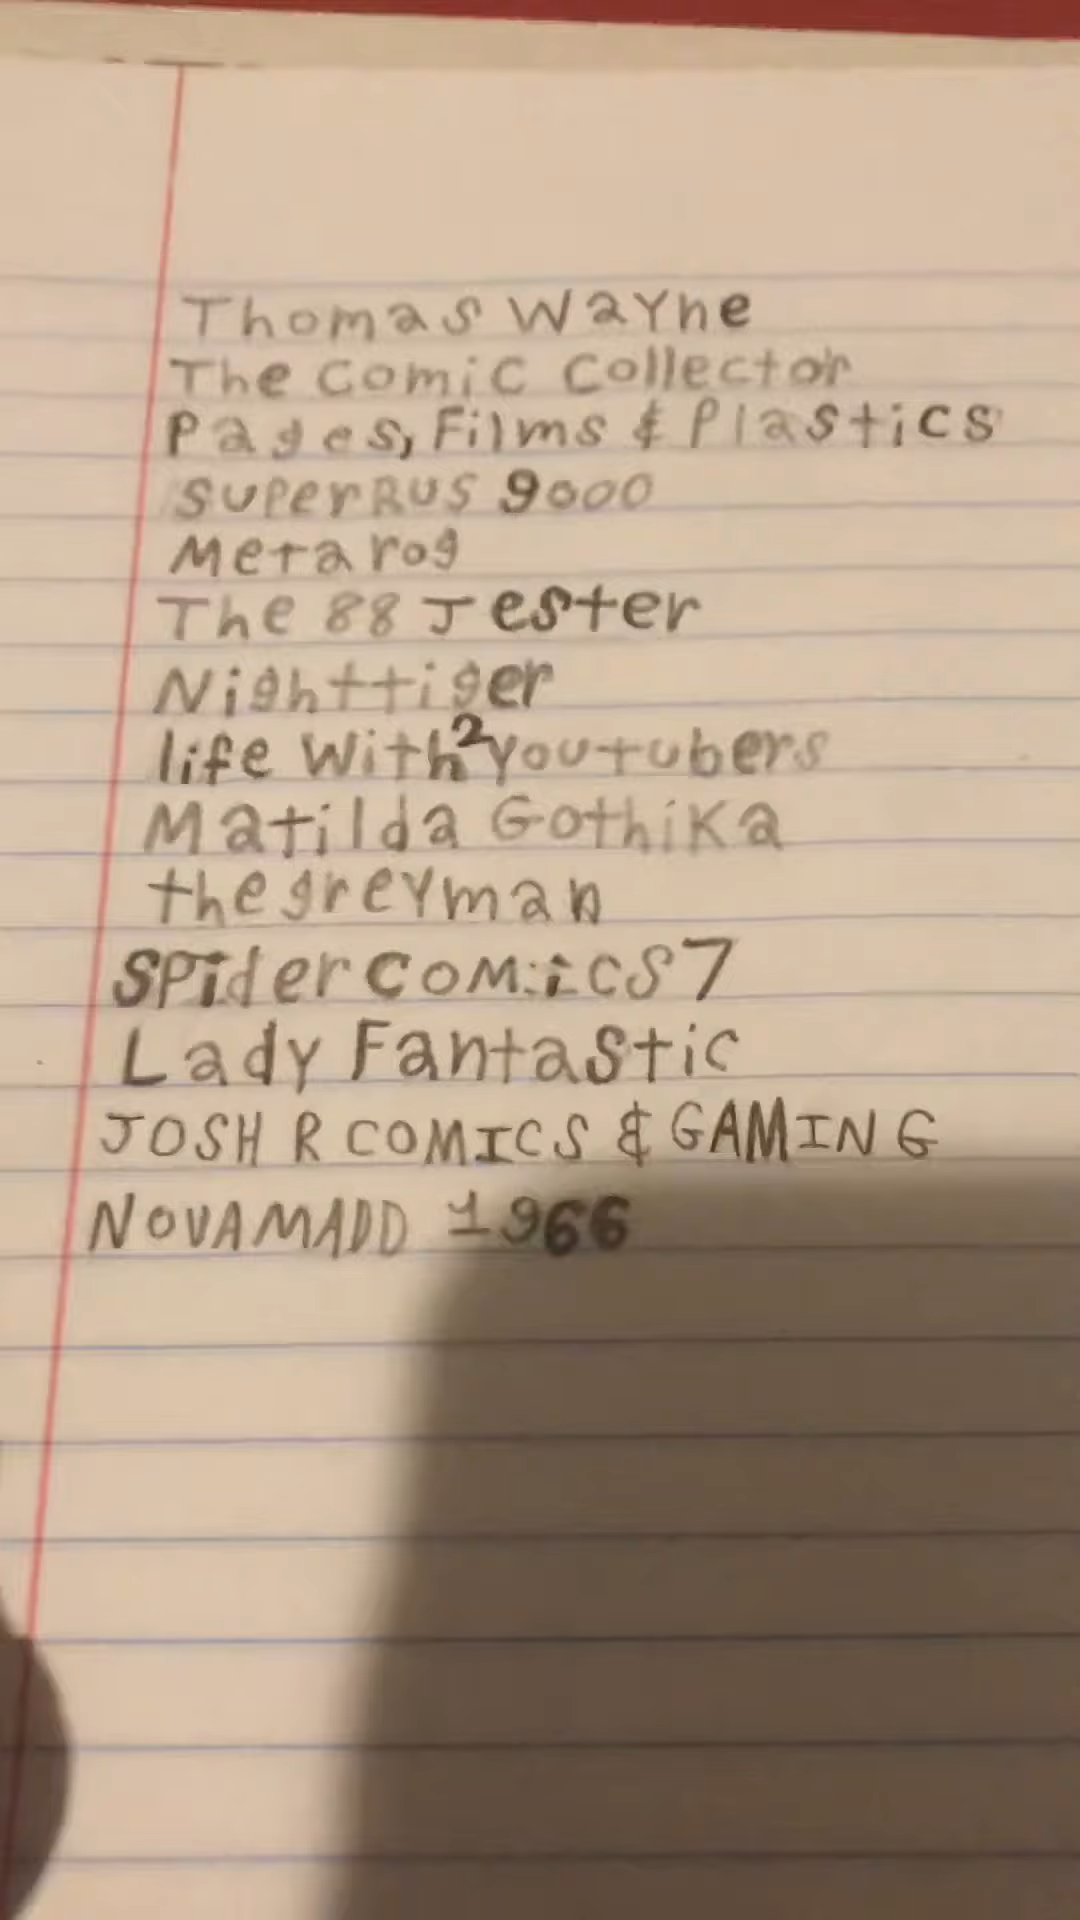 Thomas Wayne
The Comic Collector
Pages, Films & Plastics
SuperRUS 9000
Metarog
The 88 Jester
Nighttiger
life With 2 youtubers
Matilda Gothika
thegreyman
SPidercoMics7
Lady Fantastic
JOSH R COMICS & GAMING
NOVAMADD 1966